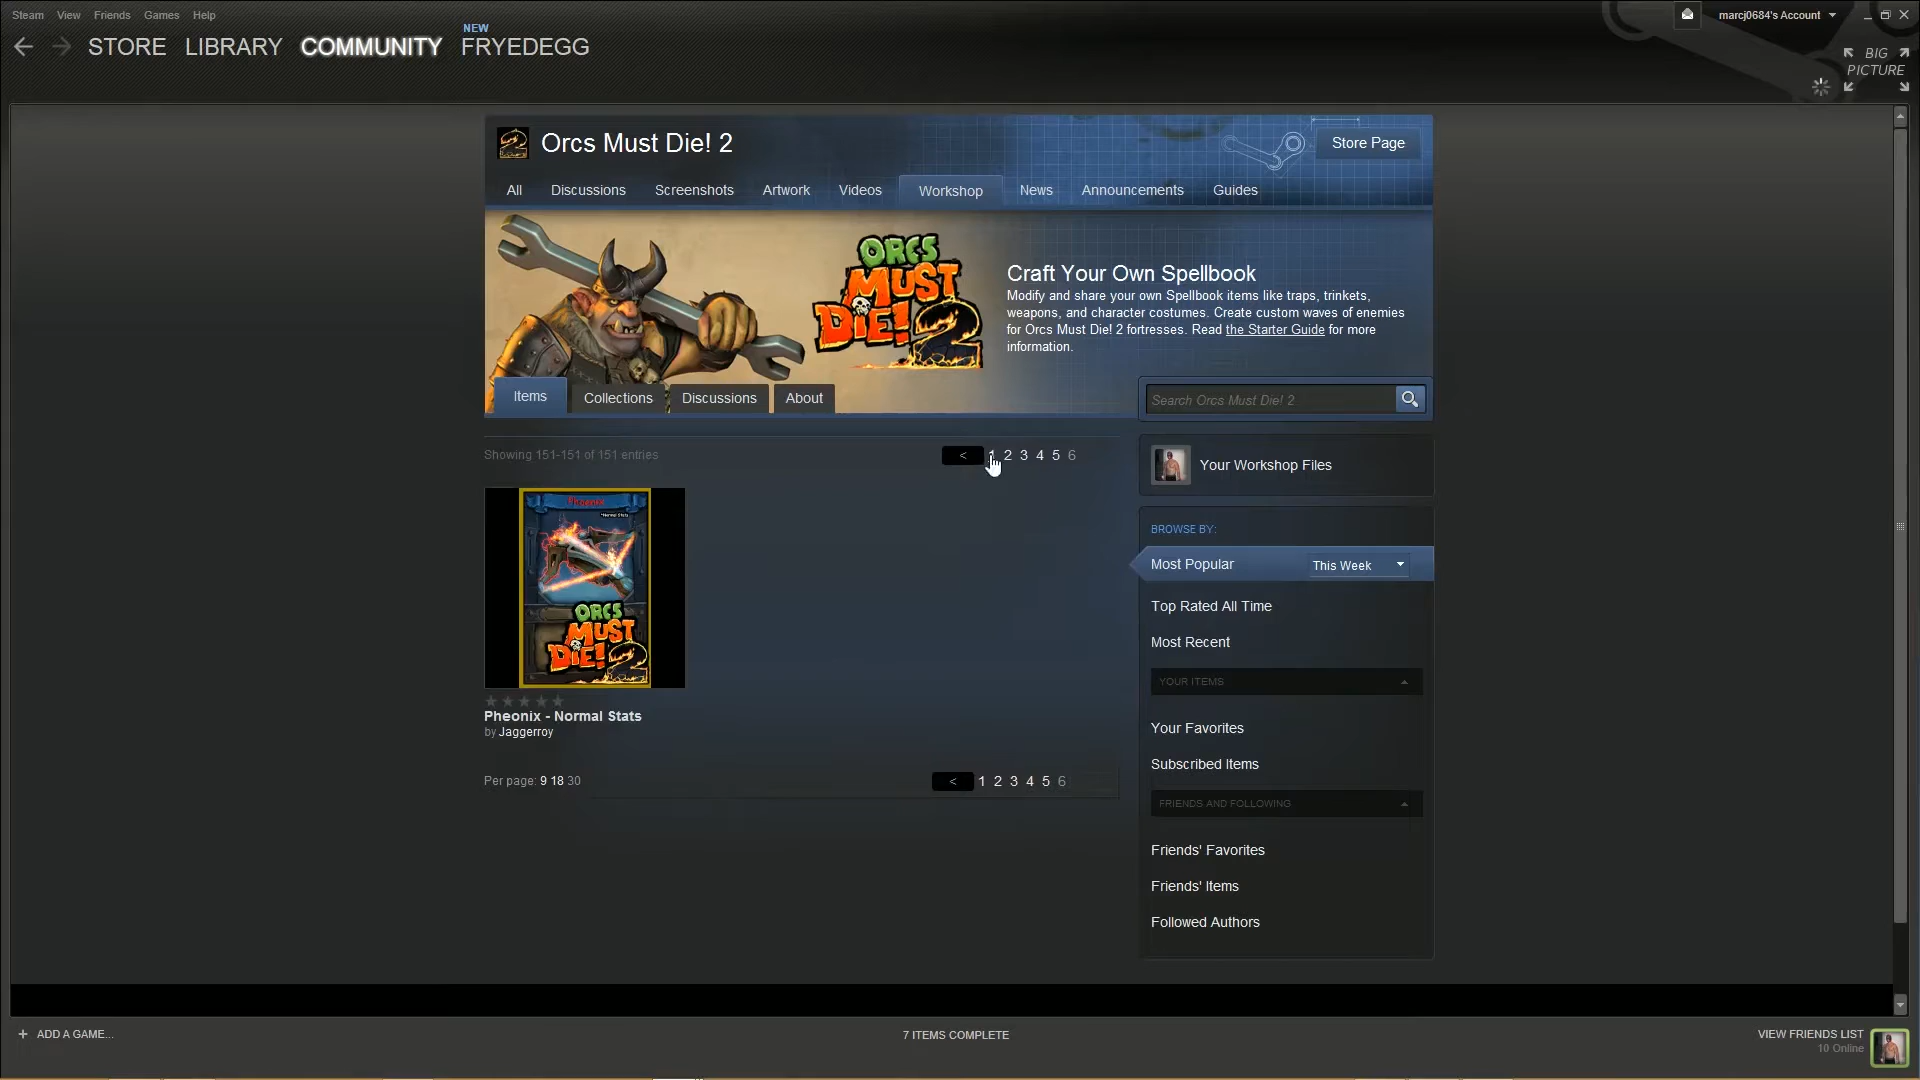 Steam View Friends Games Help
marcj0684's Account
NEW
STORE LIBRARY COMMUNITY FRYEDEGG
BIG
PICTURE
Orcs Must Die! 2
Store Page
All Discussions Screenshots Artwork Videos Workshop News Announcements Guides
ORCS
MUST
DIE! 2
Craft Your Own Spellbook
Modify and share your own Spellbook items like traps, trinkets,
weapons, and character costumes. Create custom waves of enemies
for Orcs Must Die! 2 fortresses. Read the Starter Guide for more
information.
Items Collections Discussions About
Search Orcs Must Die! 2
Showing 151-151 of 151 entries
< 1 2 3 4 5 6
Your Workshop Files
Pheonix
*Normal Stats
ORCS
MUST
DIE! 2
Pheonix - Normal Stats
by Jaggerroy
Per page: 9 18 30
< 1 2 3 4 5 6
BROWSE BY:
Most Popular This Week
Top Rated All Time
Most Recent
YOUR ITEMS
Your Favorites
Subscribed Items
FRIENDS AND FOLLOWING
Friends' Favorites
Friends' Items
Followed Authors
+ ADD A GAME...
7 ITEMS COMPLETE
VIEW FRIENDS LIST
10 Online